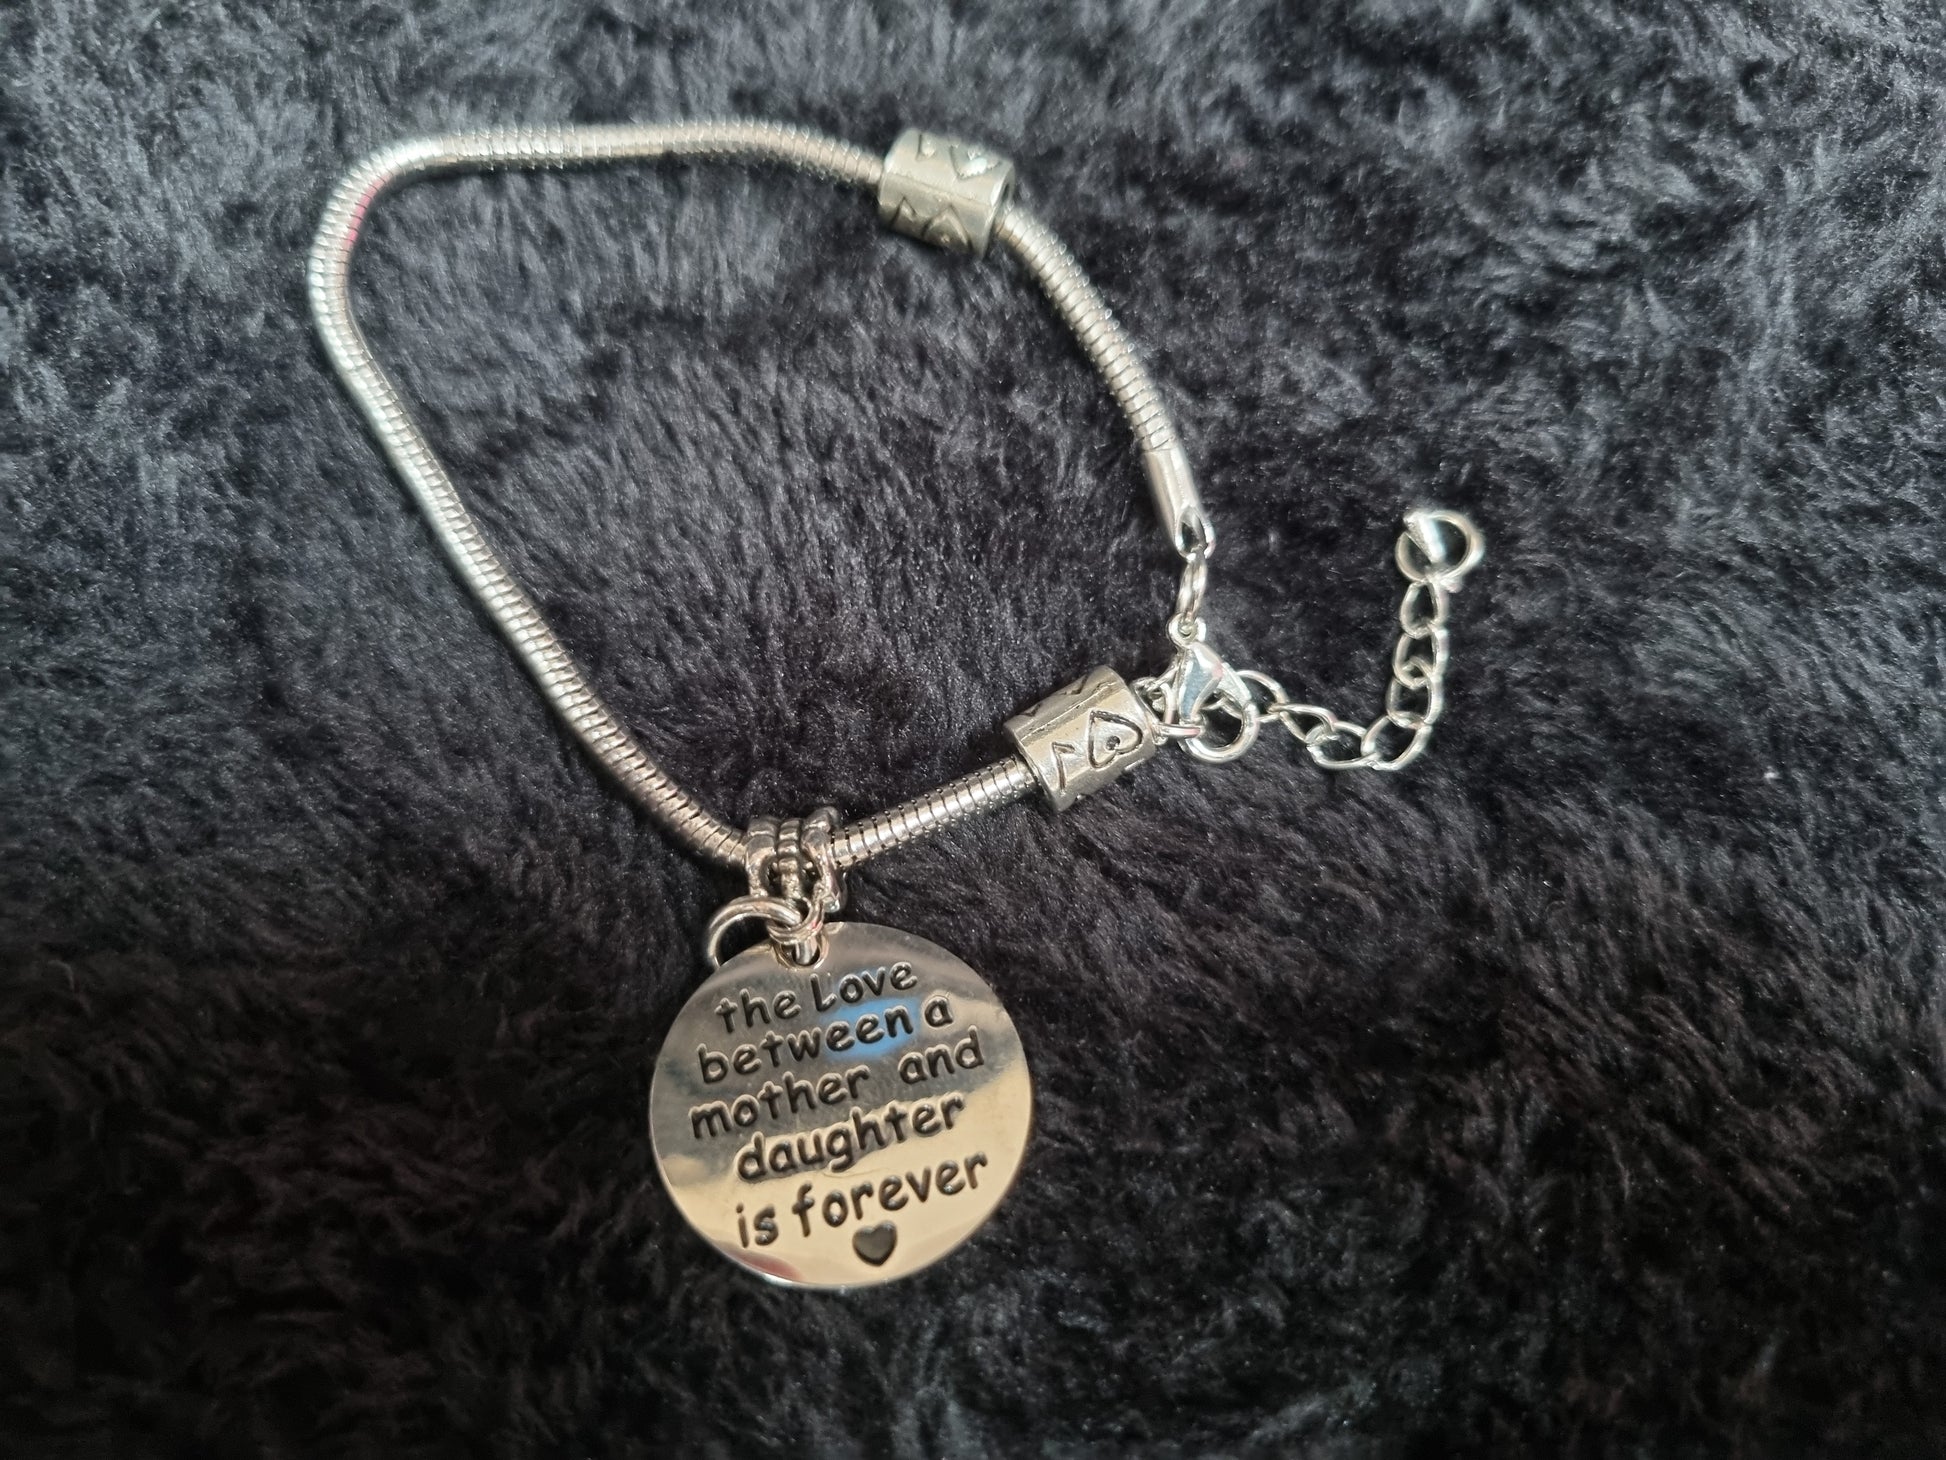 the Love
between a
mother and
daughter
is forever